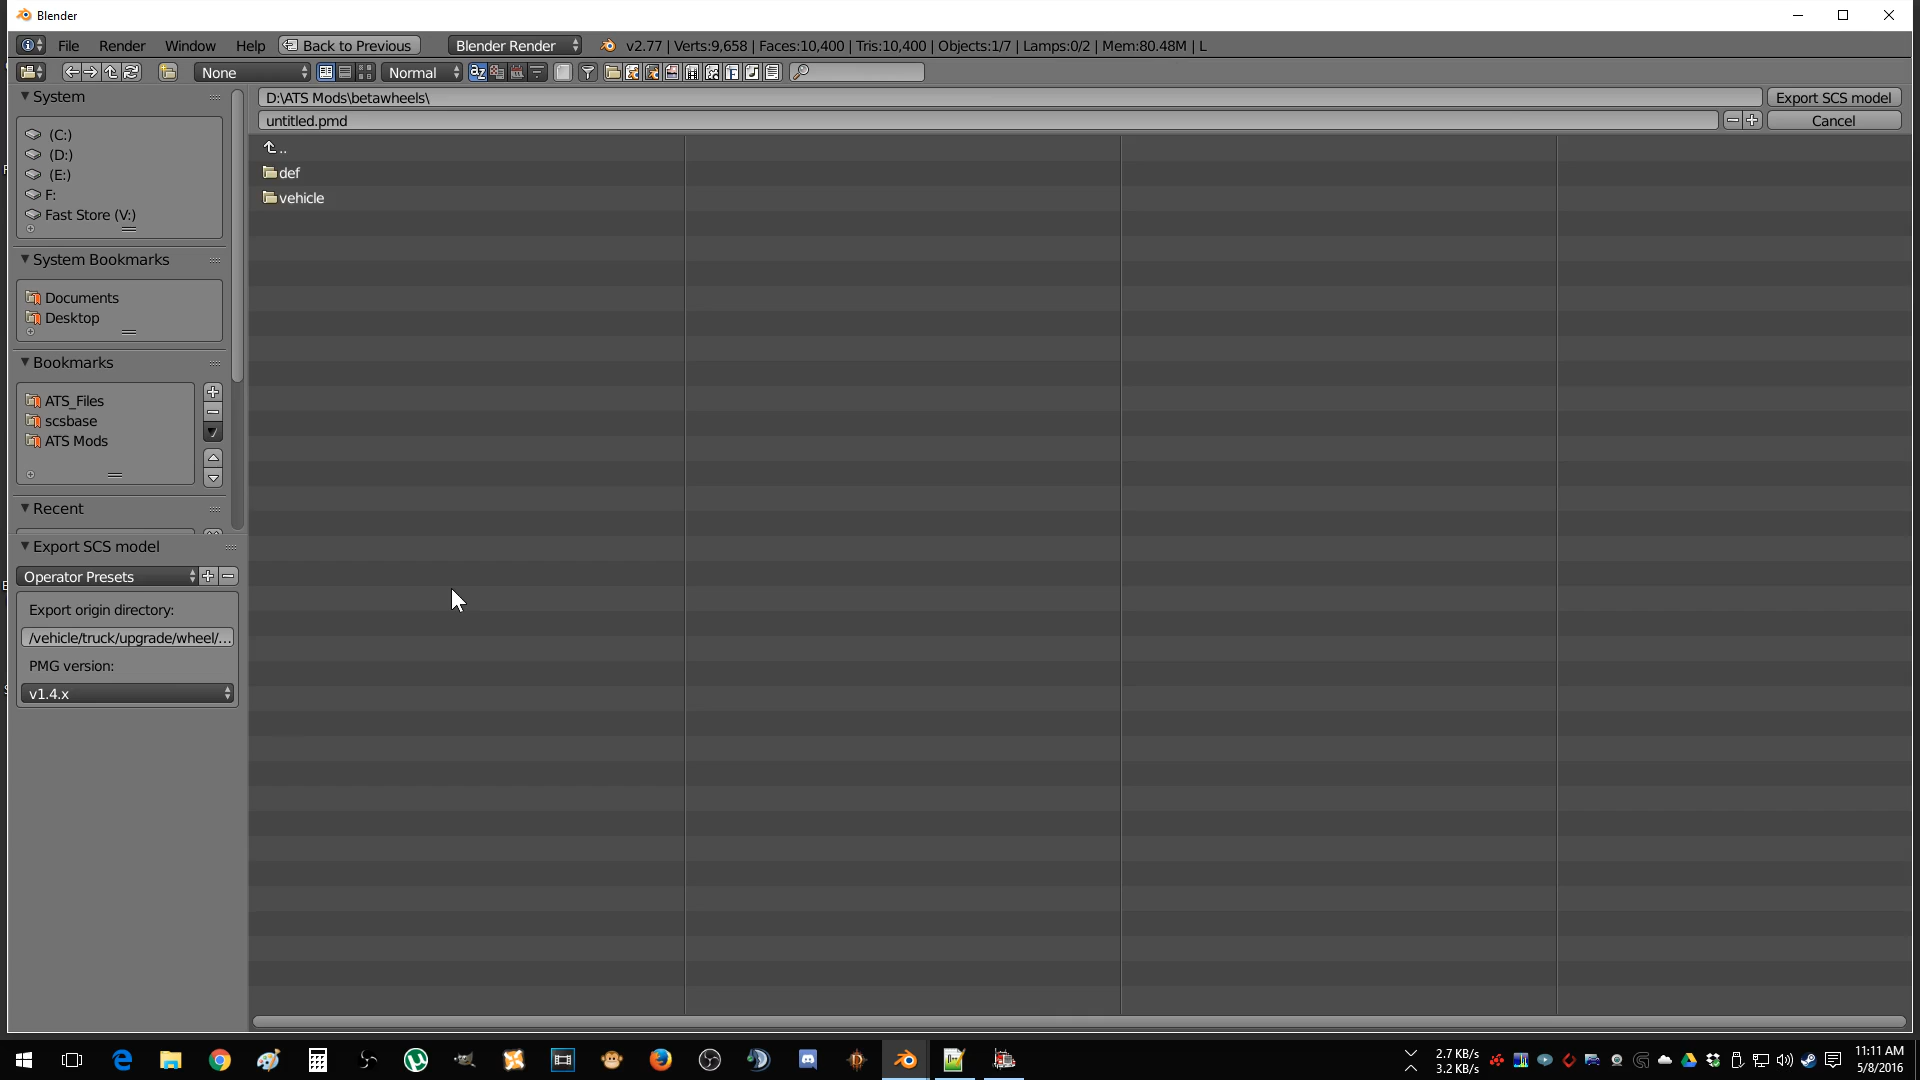 Blender
File Render Window Help Back to Previous Blender Render v2.77 | Verts:9,658 | Faces:10,400 | Tris:10,400 | Objects:1/7 | Lamps:0/2 | Mem:80.48M | L
None Normal
System
D:\ATS Mods\betawheels\
Export SCS model
untitled.pmd
Cancel
(C:)
(D:)
(E:)
F:
Fast Store (V:)
..
def
vehicle
System Bookmarks
Documents
Desktop
Bookmarks
ATS_Files
scsbase
ATS Mods
Recent
Export SCS model
Operator Presets
Export origin directory:
/vehicle/truck/upgrade/wheel/...
PMG version:
v1.4.x
2.7 KB/s
3.2 KB/s
11:11 AM
5/8/2016